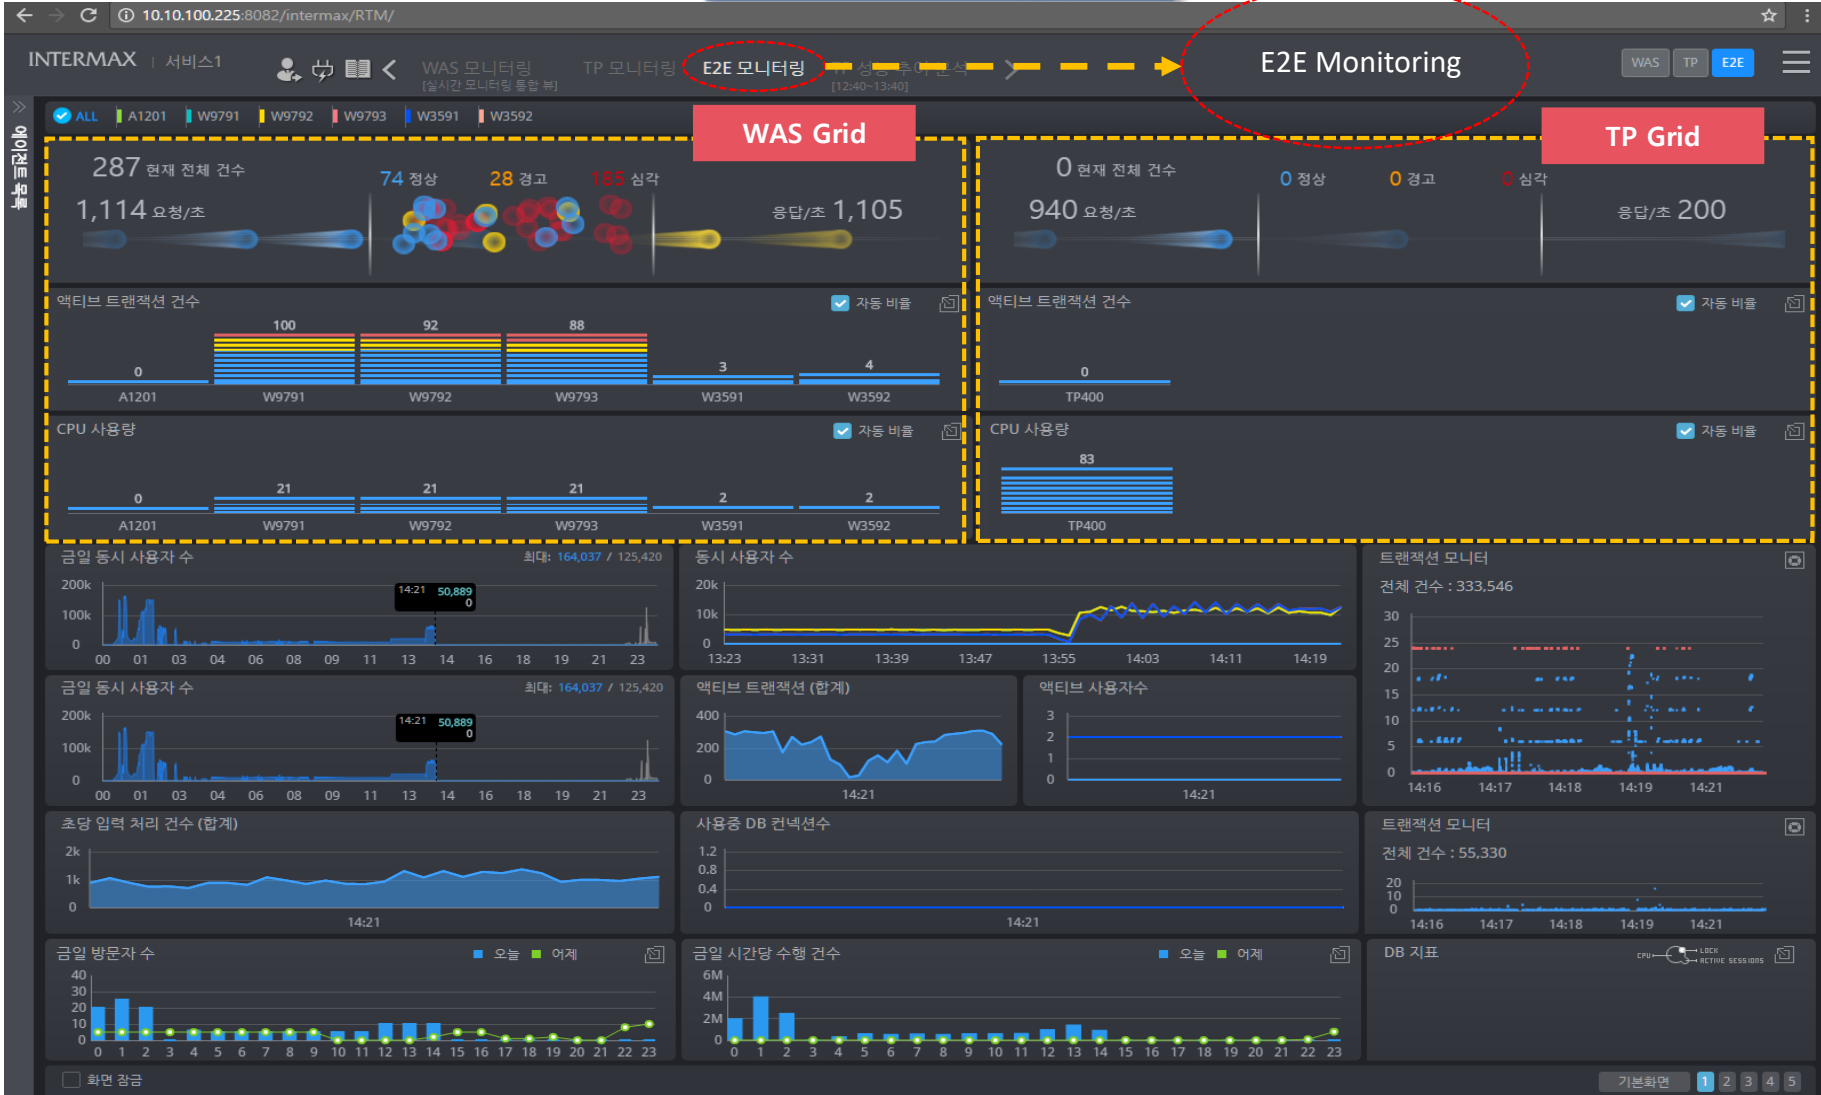 10.10.100.225:8082/intermax/RTM/
INTERMAX | 서비스1
WAS 모니터링
[실시간 모니터링 통합 뷰]
TP 모니터링
E2E 모니터링
[12:40~13:40]
E2E Monitoring
WAS TP E2E
에이전트 목록
ALL A1201 W9791 W9792 W9793 W3591 W3592
WAS Grid
TP Grid
287 현재 전체 건수
74 정상 28 경고 185 심각
1,114 요청/초
응답/초 1,105
0 현재 전체 건수
0 정상 0 경고 0 심각
940 요청/초
응답/초 200
액티브 트랜잭션 건수
자동 비율
0 100 92 88 3 4
A1201 W9791 W9792 W9793 W3591 W3592
액티브 트랜잭션 건수
자동 비율
0
TP400
CPU 사용량
자동 비율
0 21 21 21 2 2
A1201 W9791 W9792 W9793 W3591 W3592
CPU 사용량
자동 비율
83
TP400
금일 동시 사용자 수
최대: 164,037 / 125,420
200k
100k
0
14:21 50,889
0
00 01 03 04 06 08 09 11 13 14 16 18 19 21 23
동시 사용자 수
20k
10k
0
13:23 13:31 13:39 13:47 13:55 14:03 14:11 14:19
트랜잭션 모니터
전체 건수 : 333,546
30
25
20
15
10
5
0
14:16 14:17 14:18 14:19 14:21
금일 동시 사용자 수
최대: 164,037 / 125,420
200k
100k
0
14:21 50,889
0
00 01 03 04 06 08 09 11 13 14 16 18 19 21 23
액티브 트랜잭션 (합계)
400
200
0
14:21
액티브 사용자수
3
2
1
0
14:21
초당 입력 처리 건수 (합계)
2k
1k
0
14:21
사용중 DB 컨넥션수
1.2
0.8
0.4
0
14:21
트랜잭션 모니터
전체 건수 : 55,330
20
10
0
14:16 14:17 14:18 14:19 14:21
금일 방문자 수
오늘 어제
40
30
20
10
0
0 1 2 3 4 5 6 7 8 9 10 11 12 13 14 15 16 17 18 19 20 21 22 23
금일 시간당 수행 건수
오늘 어제
6M
4M
2M
0
0 1 2 3 4 5 6 7 8 9 10 11 12 13 14 15 16 17 18 19 20 21 22 23
DB 지표
CPU LOCK
ACTIVE SESSIONS
화면 잠금
기본화면 1 2 3 4 5